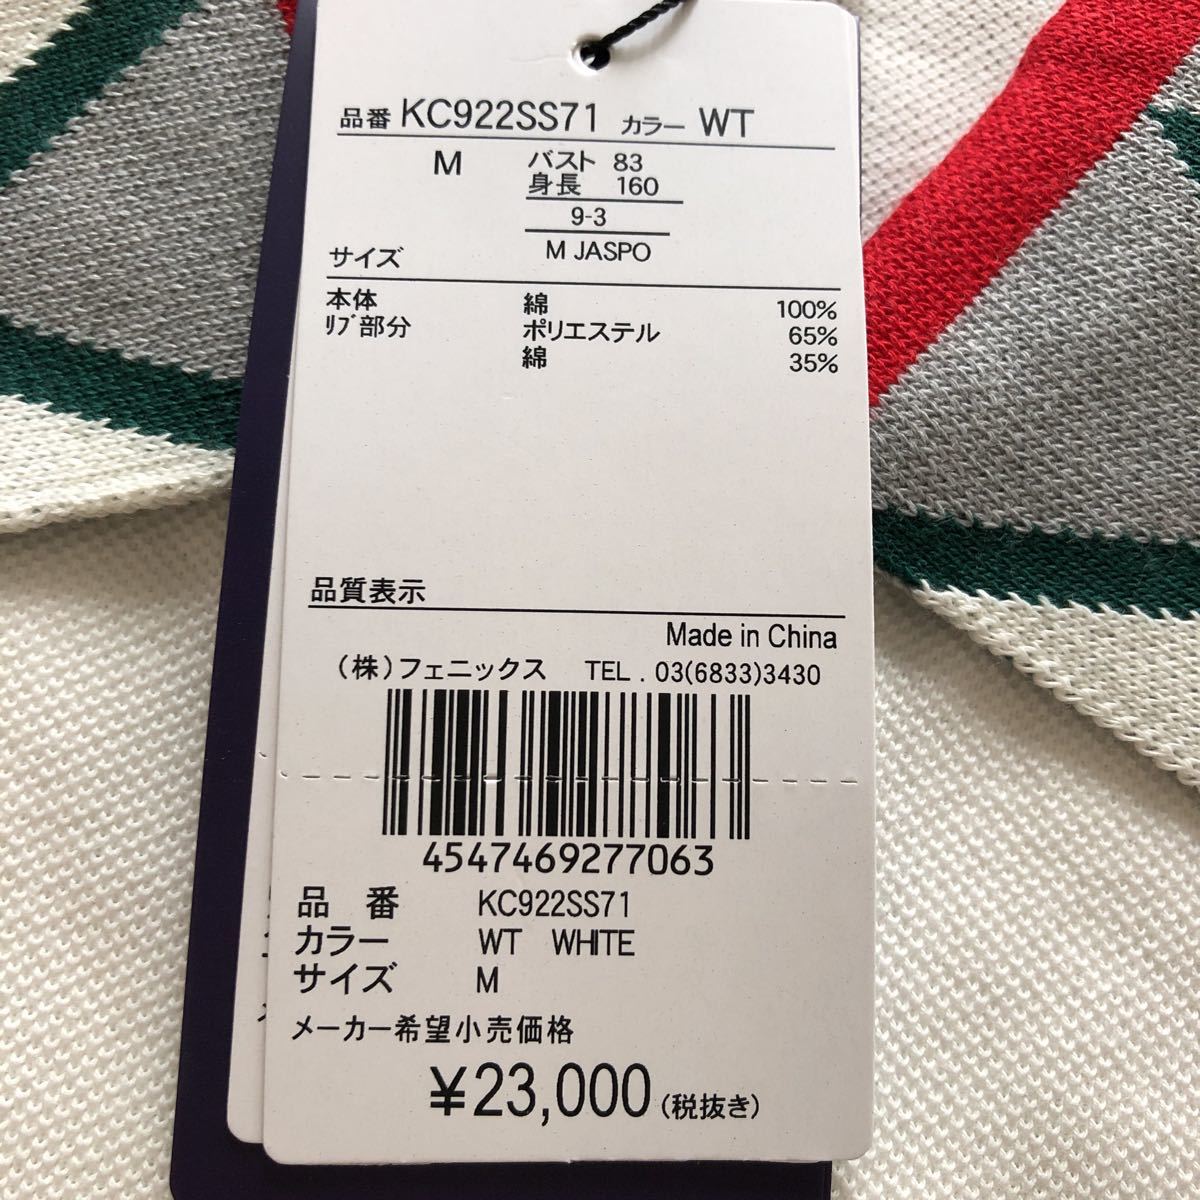 品番 KC922SS71 カラー WT
M バスト 83
身長 160
9-3
サイズ M JASPO
本体 綿 100%
ﾘﾌﾞ部分 ポリエステル 65%
綿 35%
品質表示
Made in China
(株)フェニックス TEL . 03(6833)3430
4547469277063
品 番 KC922SS71
カラー WT WHITE
サイズ M
メーカー希望小売価格
¥23,000(税抜き)